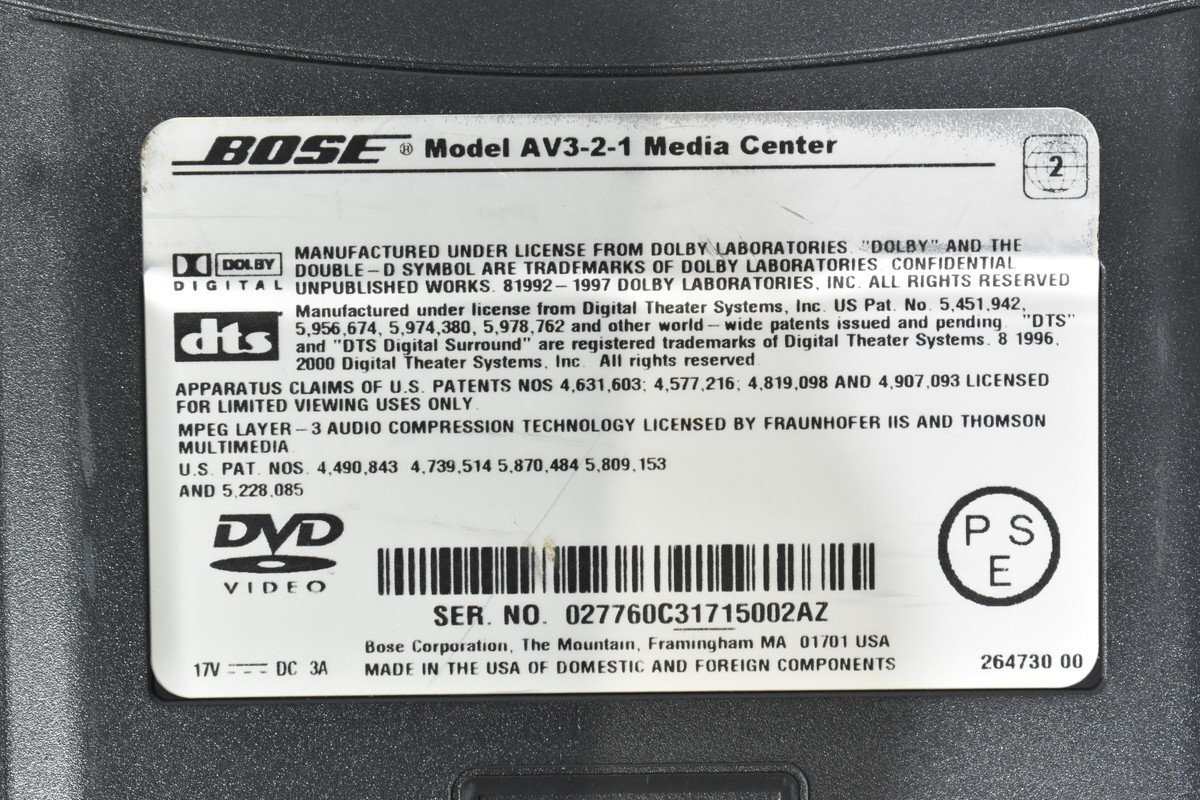 BOSE ® Model AV3-2-1 Media Center
2
DOLBY
DIGITAL
MANUFACTURED UNDER LICENSE FROM DOLBY LABORATORIES. "DOLBY" AND THE
DOUBLE-D SYMBOL ARE TRADEMARKS OF DOLBY LABORATORIES. CONFIDENTIAL
UNPUBLISHED WORKS. 81992-1997 DOLBY LABORATORIES, INC. ALL RIGHTS RESERVED
dts
Manufactured under license from Digital Theater Systems, Inc. US Pat. No. 5,451,942,
5,956,674, 5,974,380, 5,978,762 and other world-wide patents issued and pending. "DTS"
and "DTS Digital Surround" are registered trademarks of Digital Theater Systems. 8 1996,
2000 Digital Theater Systems, Inc. All rights reserved.
APPARATUS CLAIMS OF U.S. PATENTS NOS 4,631,603; 4,577,216; 4,819,098 AND 4,907,093 LICENSED
FOR LIMITED VIEWING USES ONLY.
MPEG LAYER-3 AUDIO COMPRESSION TECHNOLOGY LICENSED BY FRAUNHOFER IIS AND THOMSON
MULTIMEDIA.
U.S. PAT. NOS. 4,490,843 4,739,514 5,870,484 5,809,153
AND 5,228,085
DVD
VIDEO
P S
E
SER. NO. 027760C31715002AZ
Bose Corporation, The Mountain, Framingham MA 01701 USA
17V DC 3A
MADE IN THE USA OF DOMESTIC AND FOREIGN COMPONENTS
264730 00